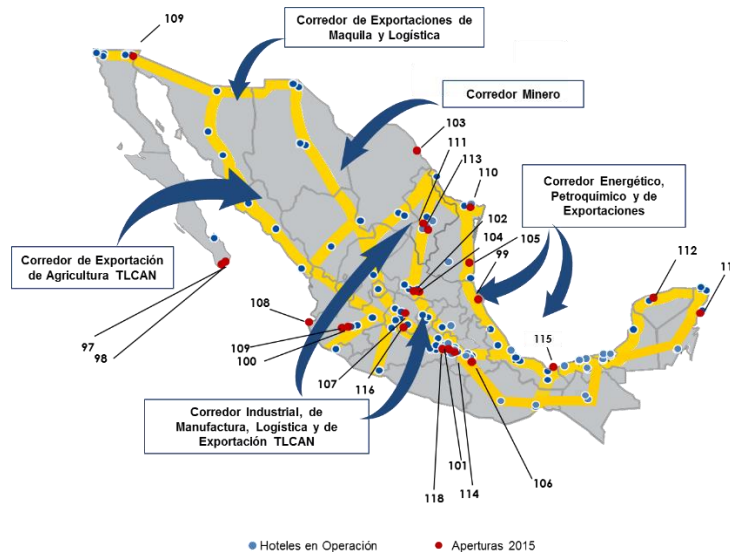 109
Corredor de Exportaciones de
Maquila y Logística
Corredor Minero
103
111
113
110
Corredor Energético,
Petroquímico y de
Exportaciones
102
104
105
99
112
11
Corredor de Exportación
de Agricultura TLCAN
97
98
108
109
100
107
116
115
Corredor Industrial, de
Manufactura, Logística y de
Exportación TLCAN
118
101
114
106
Hoteles en Operación
Aperturas 2015